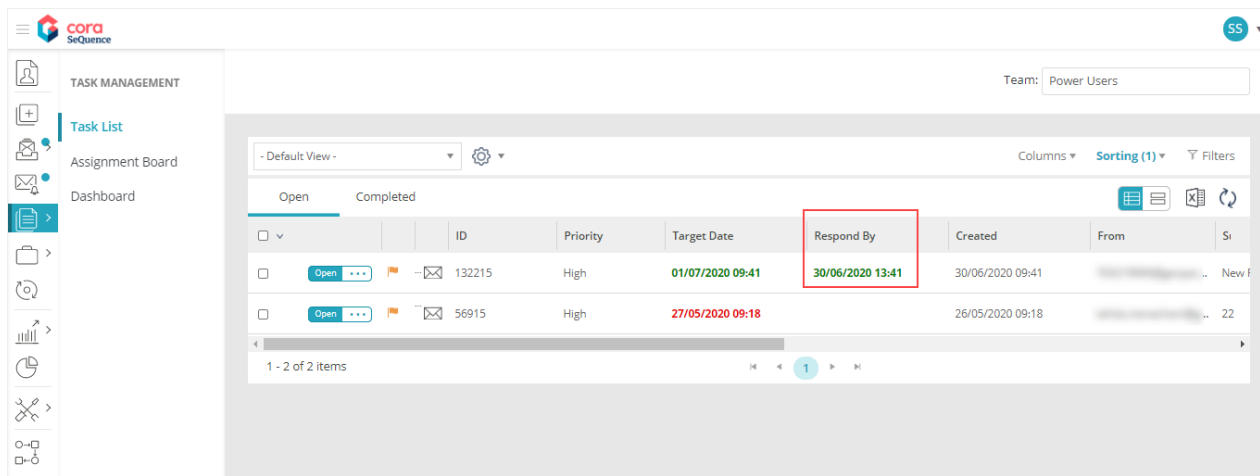 cora
SeQuence
SS
TASK MANAGEMENT
Task List
Assignment Board
Dashboard
Team: Power Users
- Default View -
Columns Sorting (1) Filters
Open Completed
ID Priority Target Date Respond By Created From
Open 132215 High 01/07/2020 09:41 30/06/2020 13:41 30/06/2020 09:41 New
Open 56915 High 27/05/2020 09:18 26/05/2020 09:18 22
1 - 2 of 2 items
1